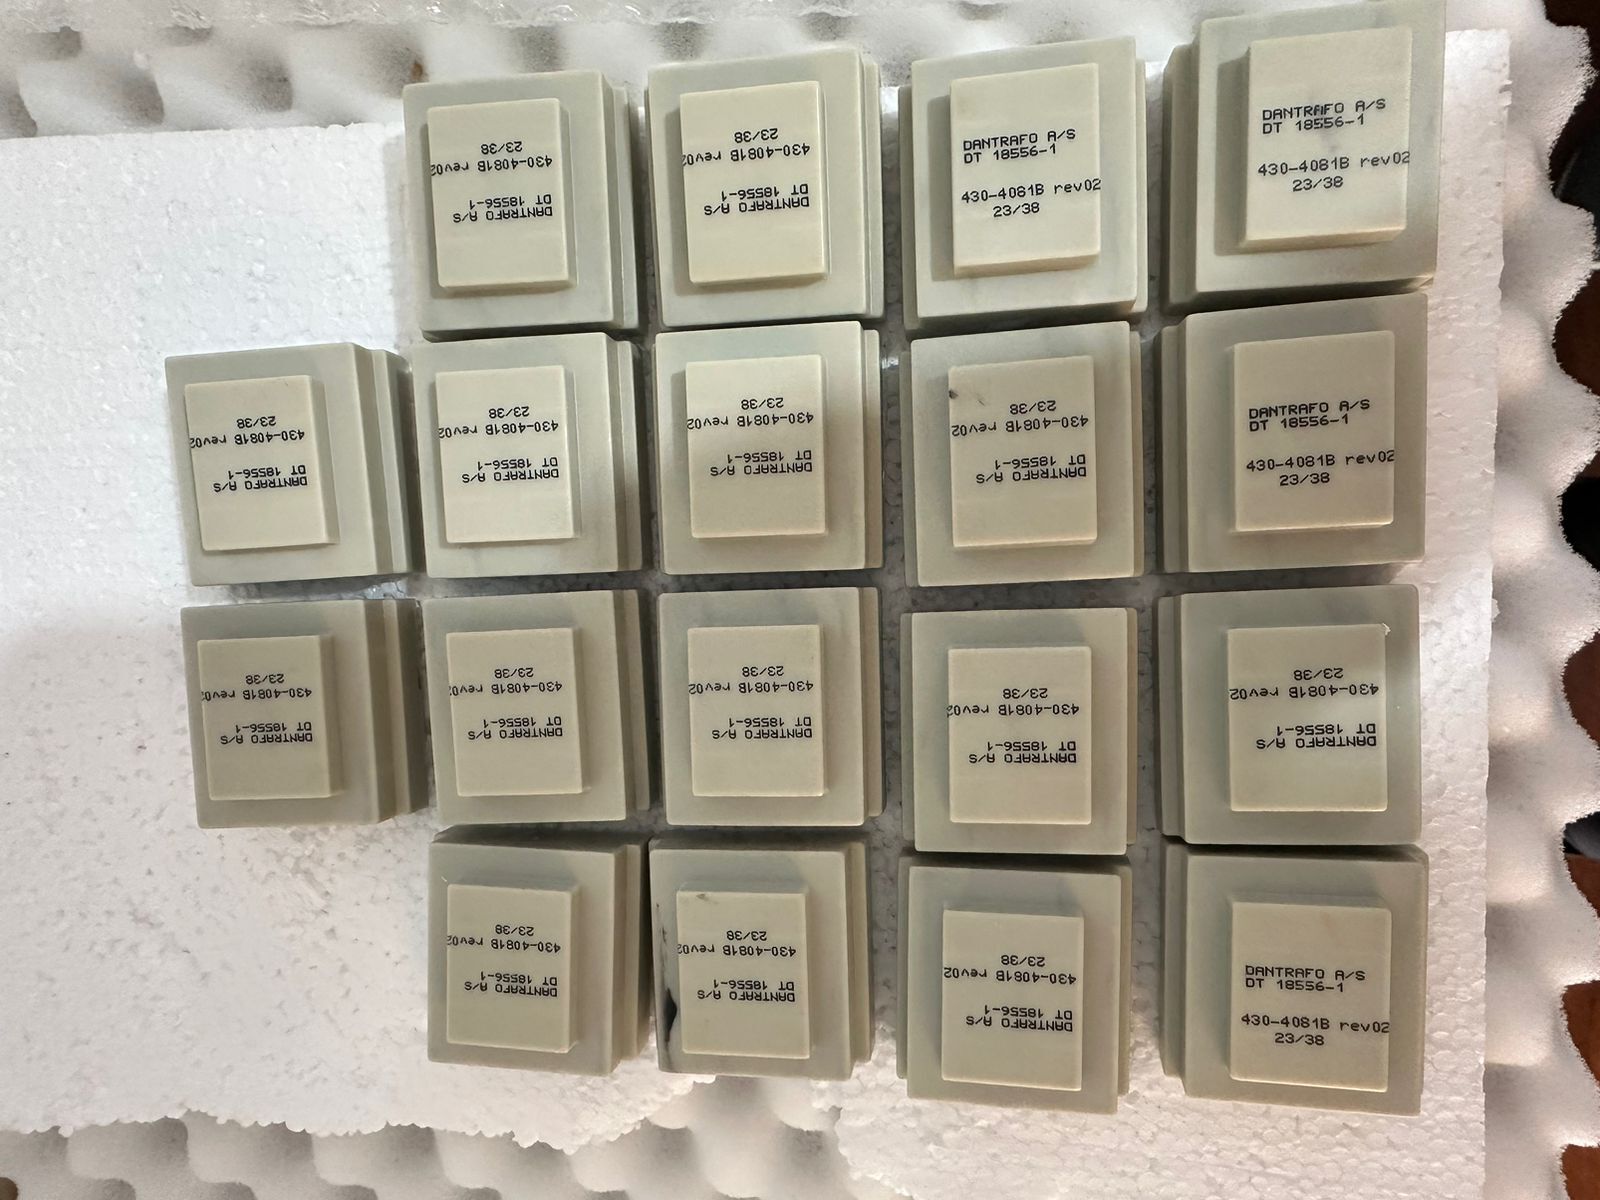 DANTRAFO A/S
DT 18556-1
430-4081B rev02
23/38
DANTRAFO A/S
DT 18556-1
430-4081B rev02
23/38
DANTRAFO A/S
DT 18556-1
430-4081B rev02
23/38
DANTRAFO A/S
DT 18556-1
430-4081B rev02
23/38
DANTRAFO A/S
DT 18556-1
430-4081B rev02
23/38
DANTRAFO A/S
DT 18556-1
430-4081B rev02
23/38
DANTRAFO A/S
DT 18556-1
430-4081B rev02
23/38
DANTRAFO A/S
DT 18556-1
430-4081B rev02
23/38
DANTRAFO A/S
DT 18556-1
430-4081B rev02
23/38
DANTRAFO A/S
DT 18556-1
430-4081B rev02
23/38
DANTRAFO A/S
DT 18556-1
430-4081B rev02
23/38
DANTRAFO A/S
DT 18556-1
430-4081B rev02
23/38
DANTRAFO A/S
DT 18556-1
430-4081B rev02
23/38
DANTRAFO A/S
DT 18556-1
430-4081B rev02
23/38
DANTRAFO A/S
DT 18556-1
430-4081B rev02
23/38
DANTRAFO A/S
DT 18556-1
430-4081B rev02
23/38
DANTRAFO A/S
DT 18556-1
430-4081B rev02
23/38
DANTRAFO A/S
DT 18556-1
430-4081B rev02
23/38